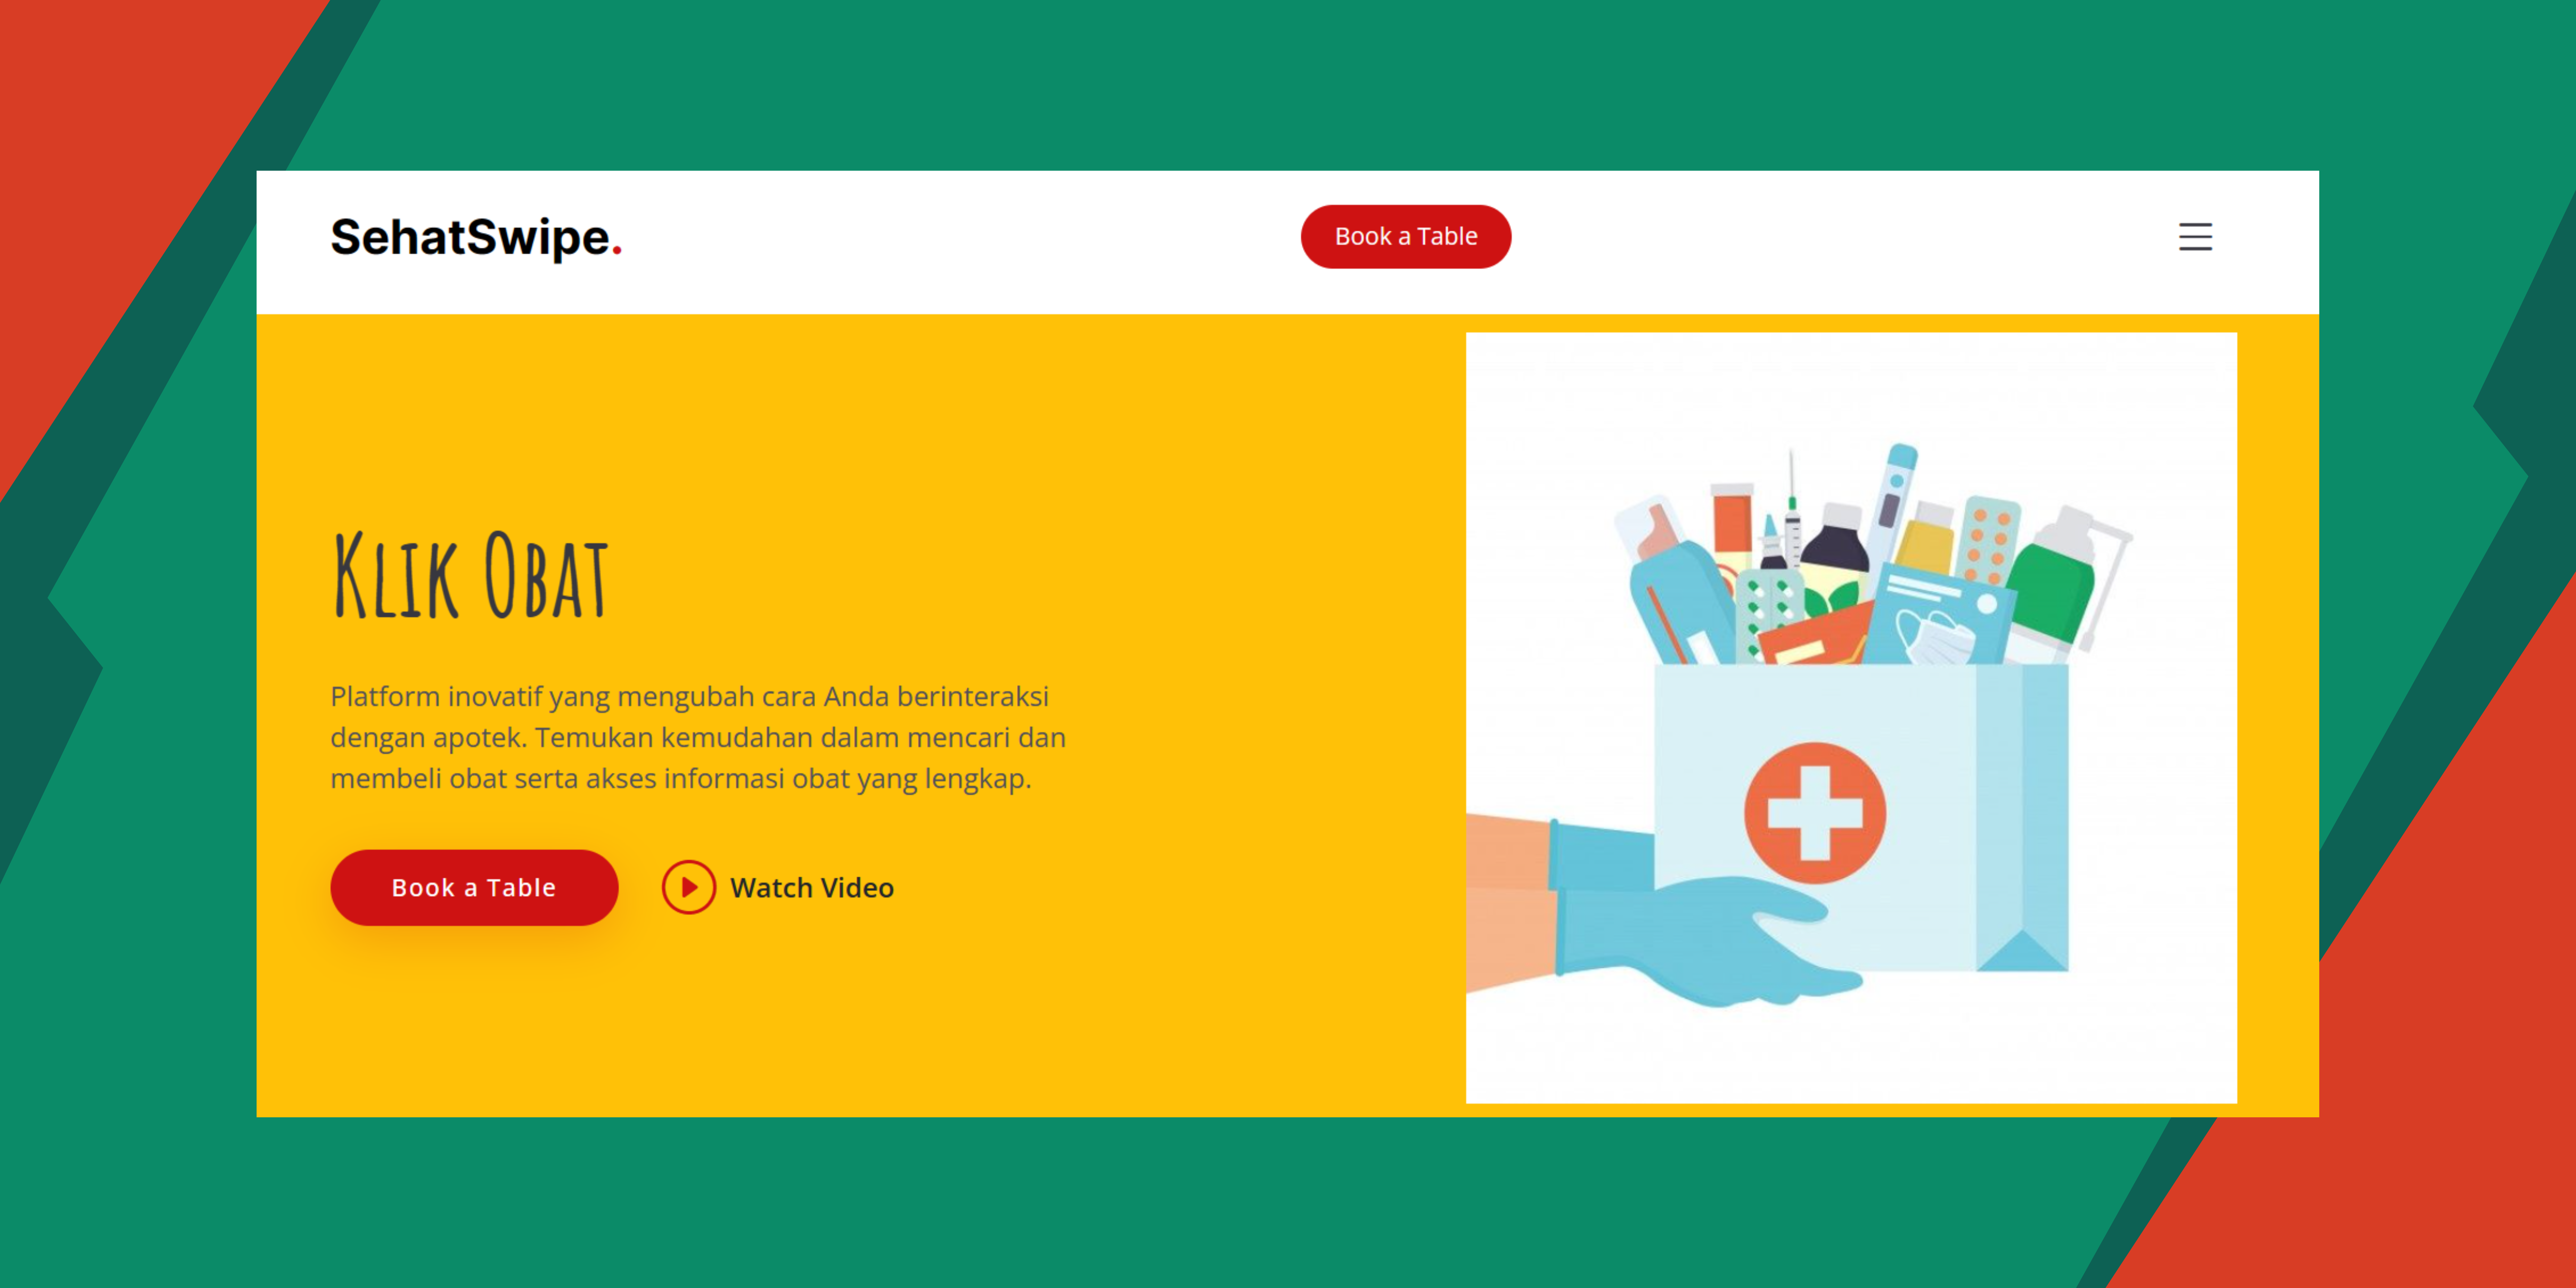 SehatSwipe.
Book a Table
Klik Obat
Platform inovatif yang mengubah cara Anda berinteraksi
dengan apotek. Temukan kemudahan dalam mencari dan
membeli obat serta akses informasi obat yang lengkap.
Book a Table
Watch Video